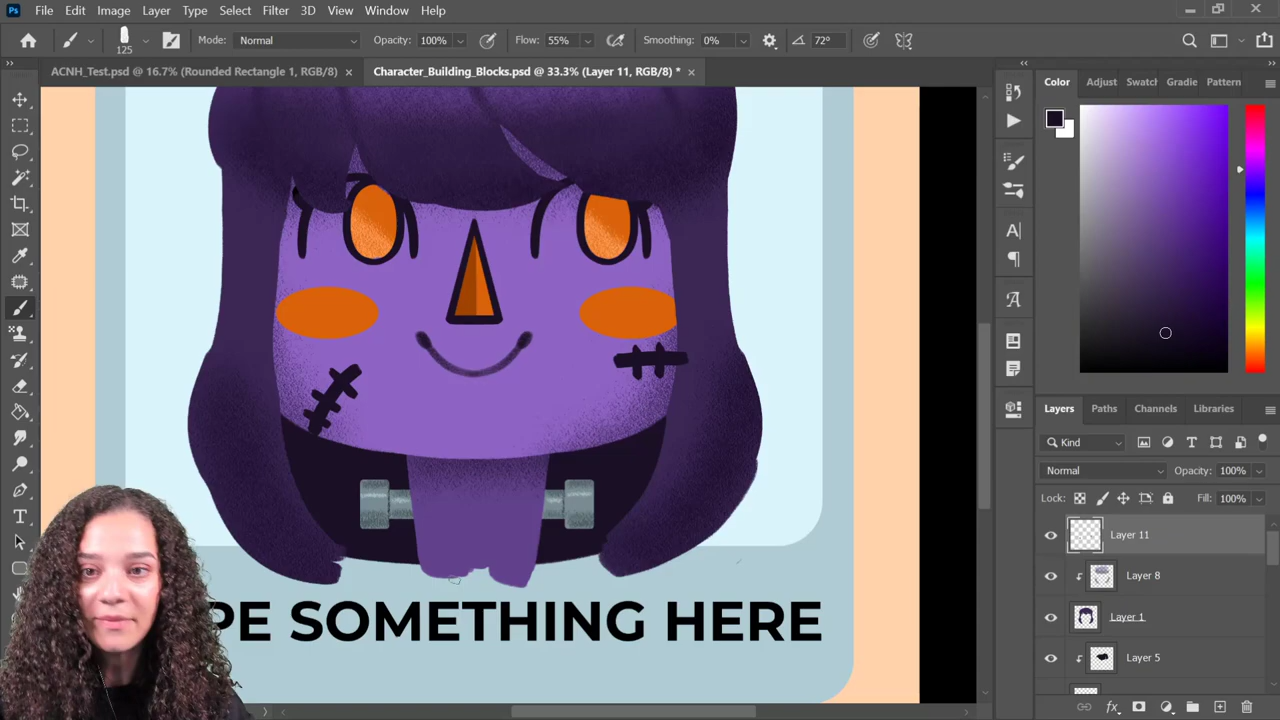 Ps File Edit Image Layer Type Select Filter 3D View Window Help
125 Mode: Normal Opacity: 100% Flow: 55% Smoothing: 0% 72°
ACNH_Test.psd @ 16.7% (Rounded Rectangle 1, RGB/8) × Character_Building_Blocks.psd @ 33.3% (Layer 11, RGB/8) * ×
Color Adjust Swatch Gradie Pattern
Layers Paths Channels Libraries
Kind
Normal Opacity: 100%
Lock: Fill: 100%
Layer 11
Layer 8
Layer 1
Layer 5
PE SOMETHING HERE